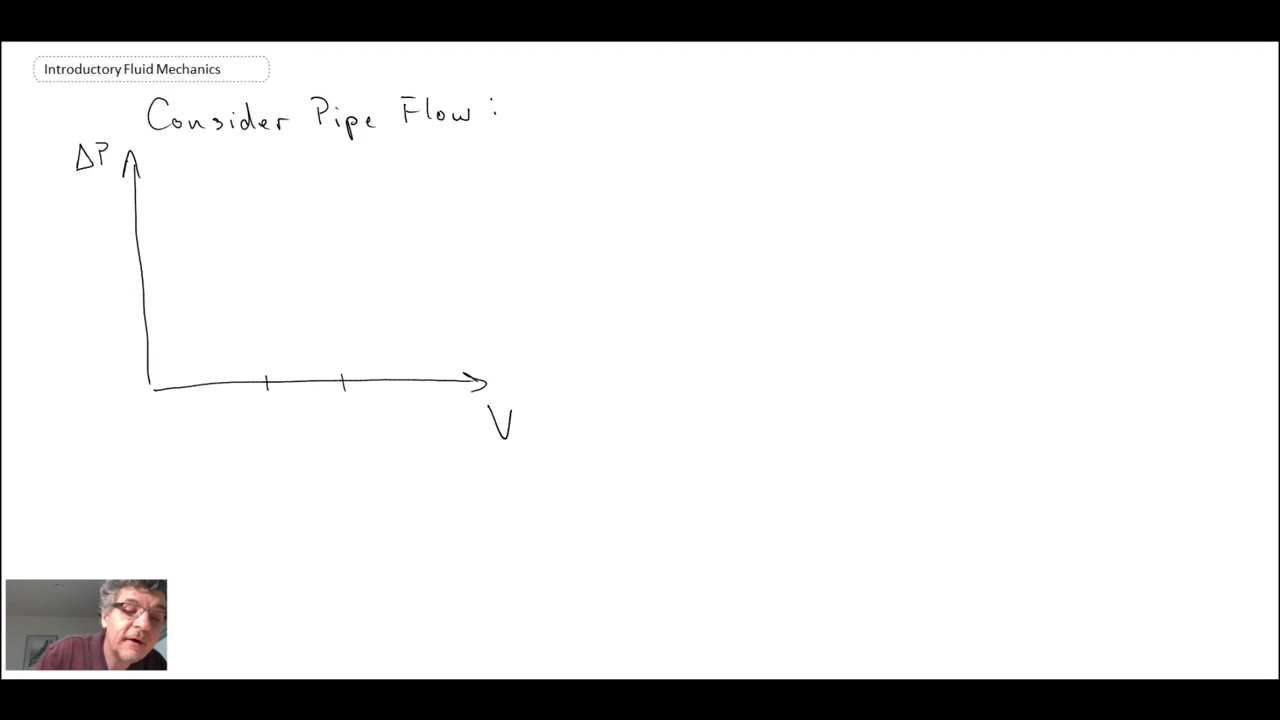 Introductory Fluid Mechanics
Consider Pipe Flow :
ΔP
V